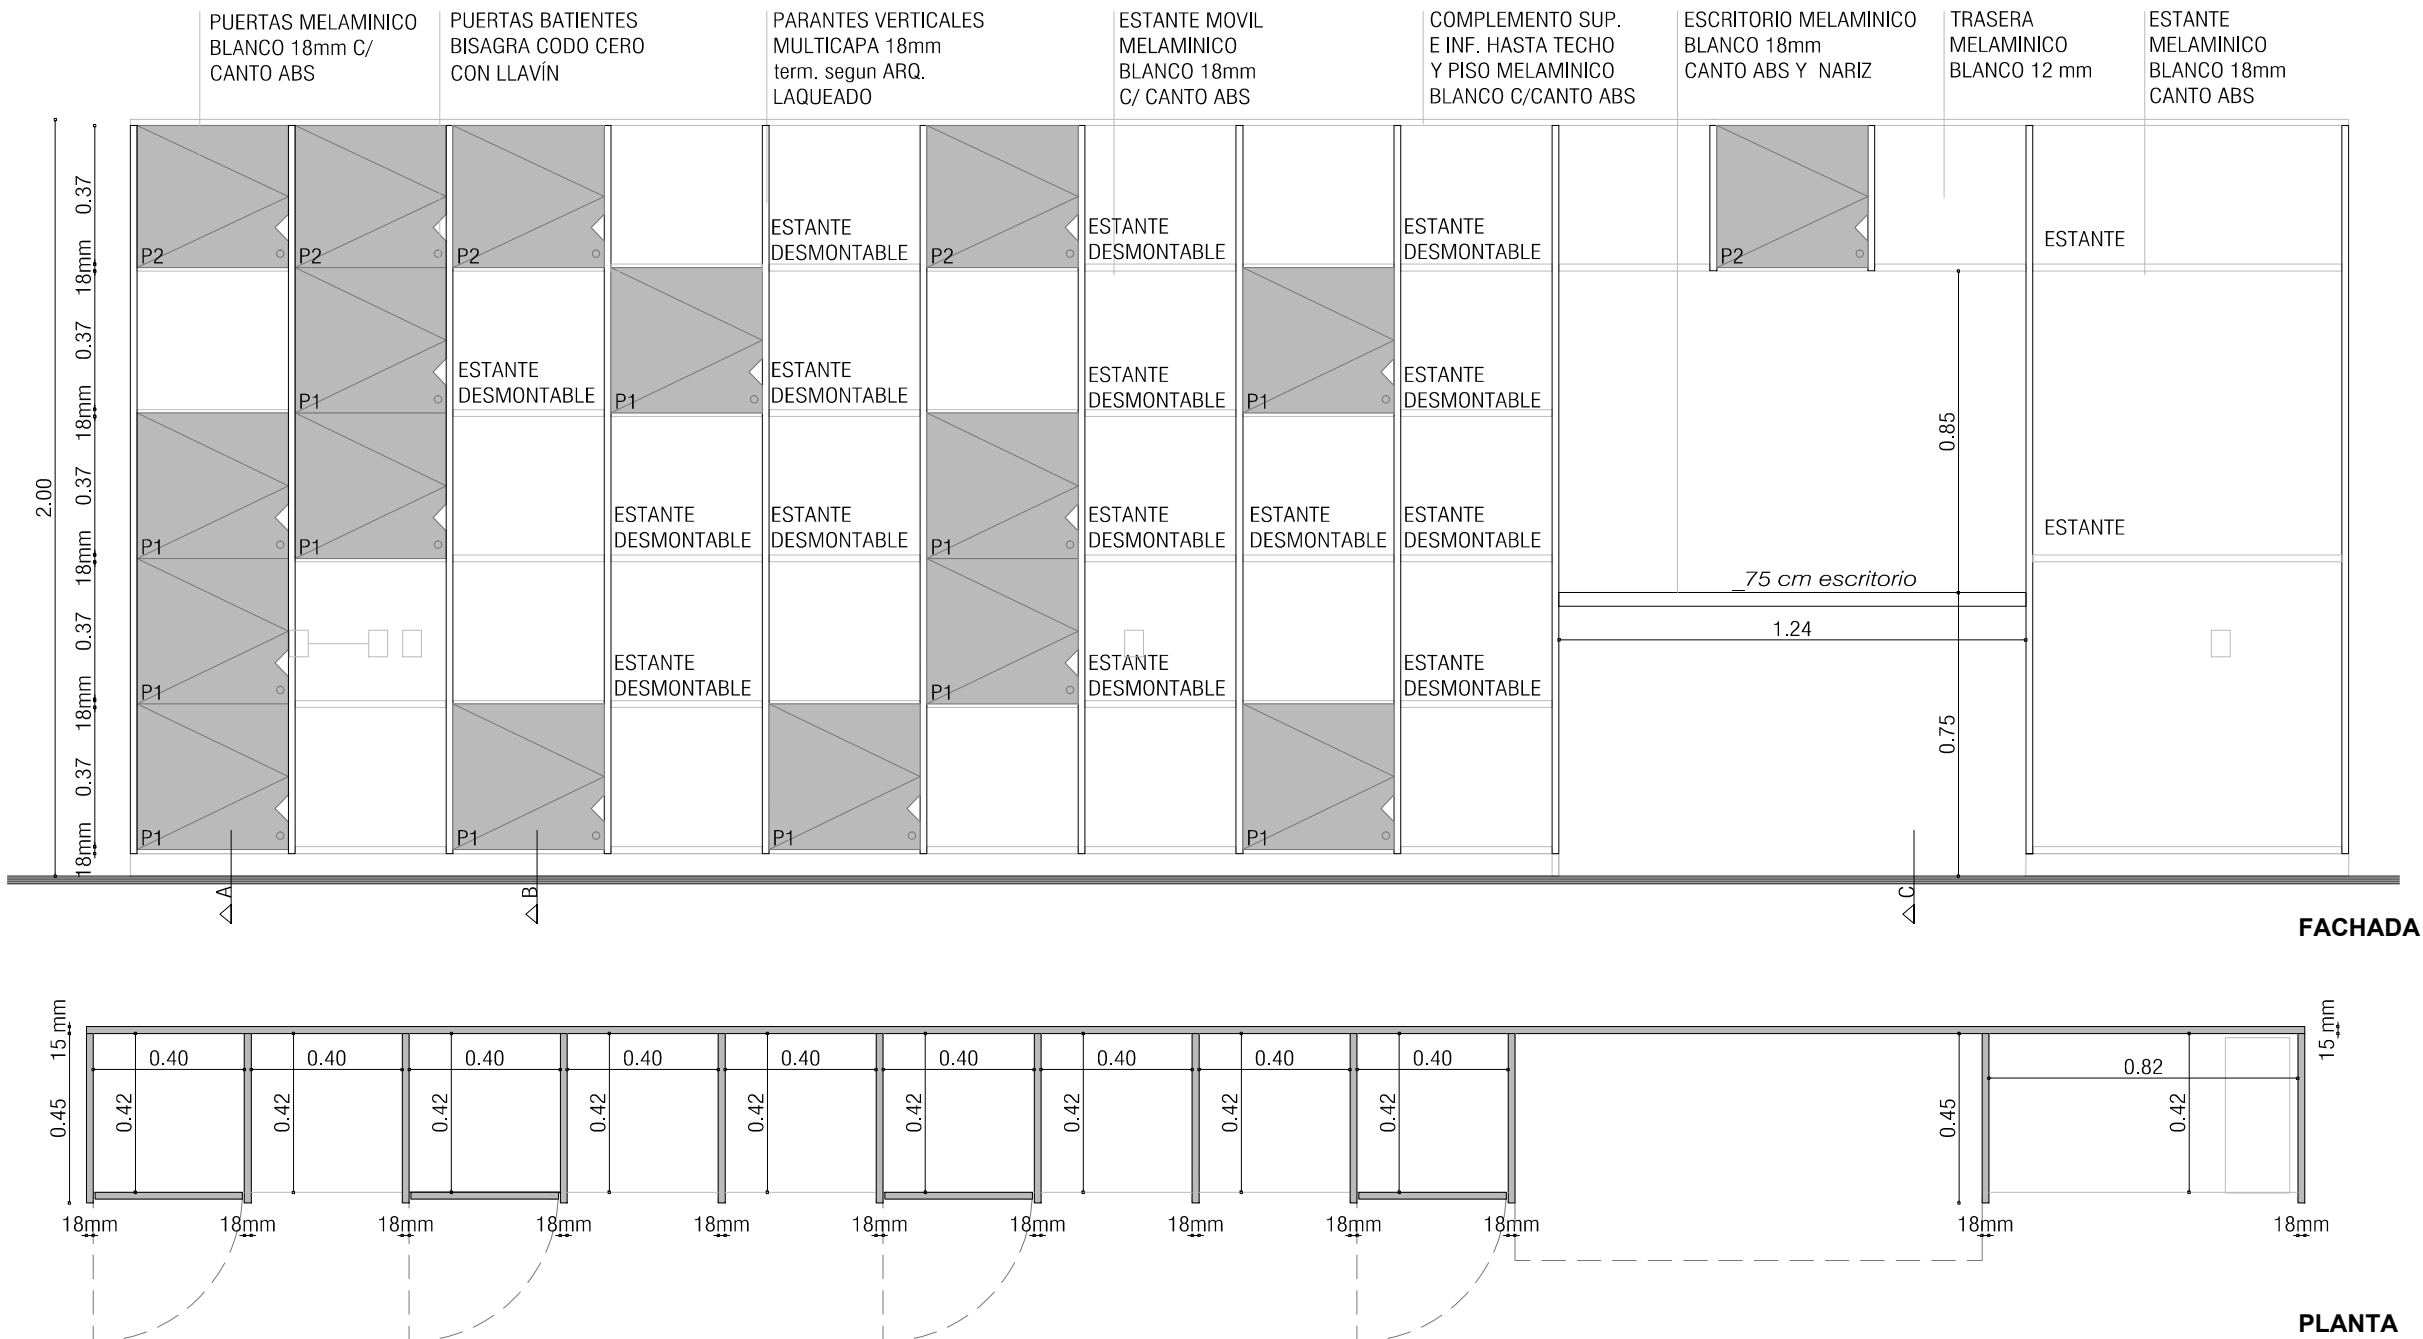 PUERTAS MELAMINICO
BLANCO 18mm C/
CANTO ABS
PUERTAS BATIENTES
BISAGRA CODO CERO
CON LLAVÍN
PARANTES VERTICALES
MULTICAPA 18mm
term. segun ARQ.
LAQUEADO
ESTANTE MOVIL
MELAMINICO
BLANCO 18mm
C/ CANTO ABS
COMPLEMENTO SUP.
E INF. HASTA TECHO
Y PISO MELAMINICO
BLANCO C/CANTO ABS
ESCRITORIO MELAMINICO
BLANCO 18mm
CANTO ABS Y NARIZ
TRASERA
MELAMINICO
BLANCO 12 mm
ESTANTE
MELAMINICO
BLANCO 18mm
CANTO ABS
2.00
0.37
18mm
0.37
18mm
0.37
18mm
0.37
18mm
0.37
18mm
P2
P2
P2
ESTANTE
DESMONTABLE
P2
ESTANTE
DESMONTABLE
ESTANTE
DESMONTABLE
P2
ESTANTE
P1
ESTANTE
DESMONTABLE
P1
ESTANTE
DESMONTABLE
ESTANTE
DESMONTABLE
P1
ESTANTE
DESMONTABLE
0.85
P1
P1
ESTANTE
DESMONTABLE
ESTANTE
DESMONTABLE
P1
ESTANTE
DESMONTABLE
ESTANTE
DESMONTABLE
ESTANTE
DESMONTABLE
ESTANTE
_75 cm escritorio
1.24
P1
ESTANTE
DESMONTABLE
P1
ESTANTE
DESMONTABLE
ESTANTE
DESMONTABLE
0.75
P1
P1
P1
P1
A
B
C
FACHADA
15 mm
0.45
0.40
0.42
0.40
0.42
0.40
0.42
0.40
0.42
0.40
0.42
0.40
0.42
0.40
0.42
0.40
0.42
0.40
0.42
0.45
0.82
0.42
15 mm
18mm
18mm
18mm
18mm
18mm
18mm
18mm
18mm
18mm
18mm
18mm
18mm
PLANTA